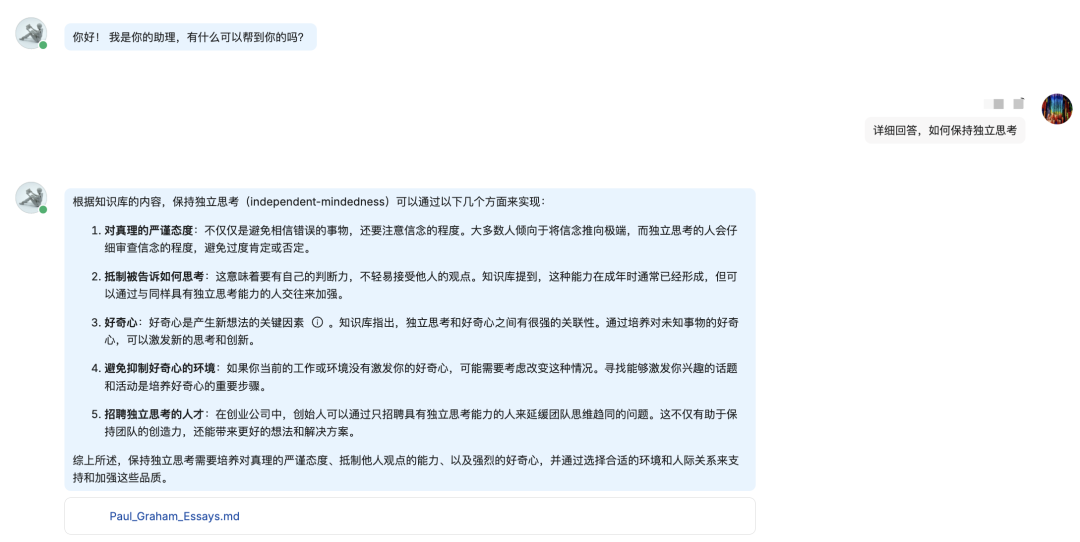 你好！ 我是你的助理，有什么可以帮到你的吗？
详细回答，如何保持独立思考
根据知识库的内容，保持独立思考（independent-mindedness）可以通过以下几个方面来实现：
1. 对真理的严谨态度：不仅仅是避免相信错误的事物，还要注意信念的程度。大多数人倾向于将信念推向极端，而独立思考的人会仔
细审查信念的程度，避免过度肯定或否定。
2. 抵制被告诉如何思考：这意味着要有自己的判断力，不轻易接受他人的观点。知识库提到，这种能力在成年时通常已经形成，但可
以通过与同样具有独立思考能力的人交往来加强。
3. 好奇心：好奇心是产生新想法的关键因素 。知识库指出，独立思考和好奇心之间有很强的关联性。通过培养对未知事物的好奇
心，可以激发新的思考和创新。
4. 避免抑制好奇心的环境：如果你当前的工作或环境没有激发你的好奇心，可能需要考虑改变这种情况。寻找能够激发你兴趣的话题
和活动是培养好奇心的重要步骤。
5. 招聘独立思考的人才：在创业公司中，创始人可以通过只招聘具有独立思考能力的人来延缓团队思维趋同的问题。这不仅有助于保
持团队的创造力，还能带来更好的想法和解决方案。
综上所述，保持独立思考需要培养对真理的严谨态度、抵制他人观点的能力、以及强烈的好奇心，并通过选择合适的环境和人际关系来支
持和加强这些品质。
Paul_Graham_Essays.md